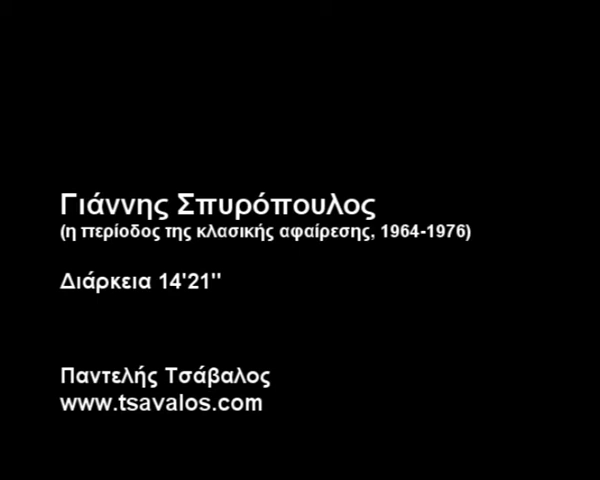 Γιάννης Σπυρόπουλος
(η περίοδος της κλασικής αφαίρεσης, 1964-1976)
Διάρκεια 14'21''
Παντελής Τσάβαλος
www.tsavalos.com